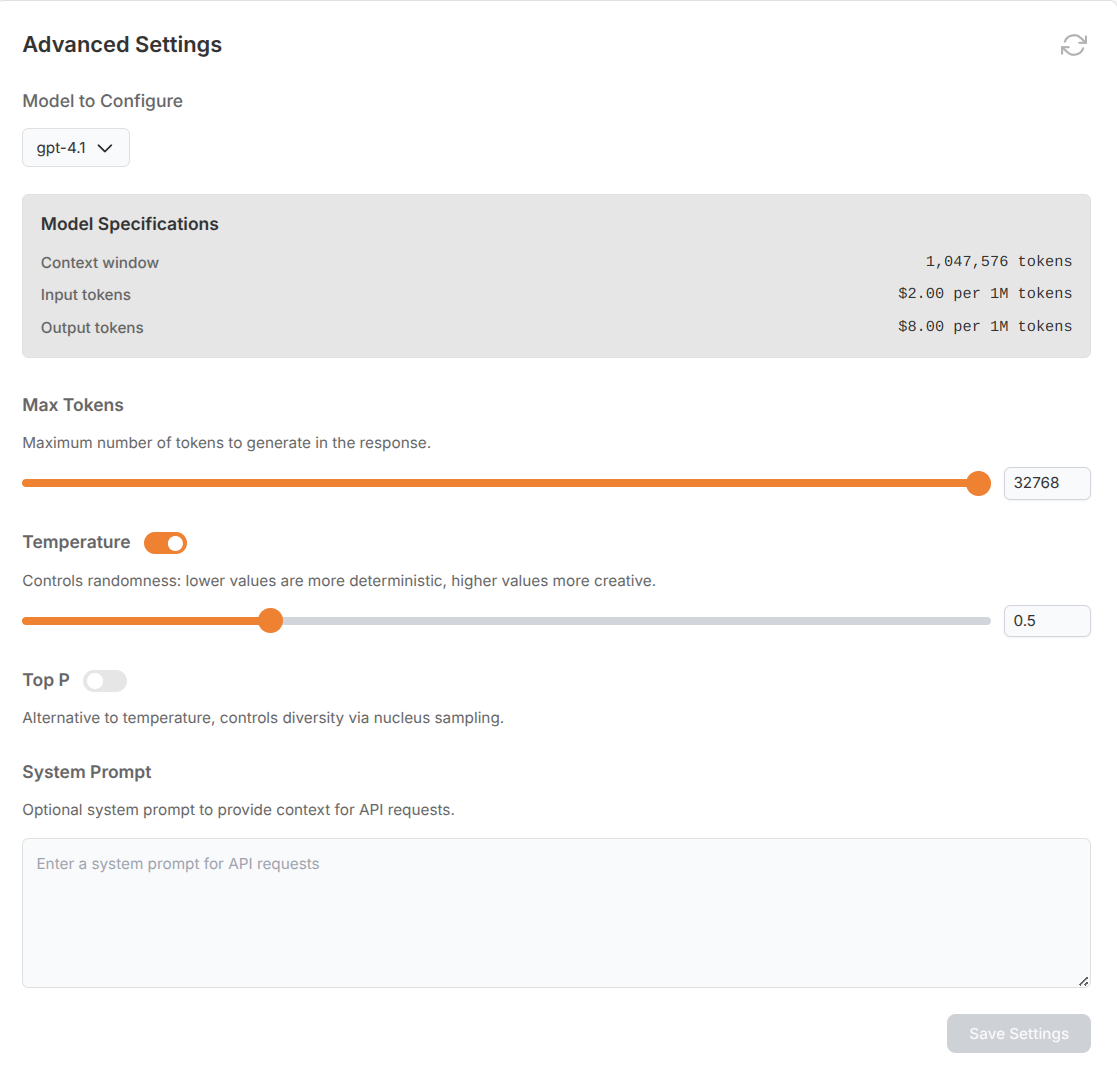 Advanced Settings
Model to Configure
gpt-4.1
Model Specifications
Context window 1,047,576 tokens
Input tokens $2.00 per 1M tokens
Output tokens $8.00 per 1M tokens
Max Tokens
Maximum number of tokens to generate in the response.
32768
Temperature
Controls randomness: lower values are more deterministic, higher values more creative.
0.5
Top P
Alternative to temperature, controls diversity via nucleus sampling.
System Prompt
Optional system prompt to provide context for API requests.
Enter a system prompt for API requests
Save Settings